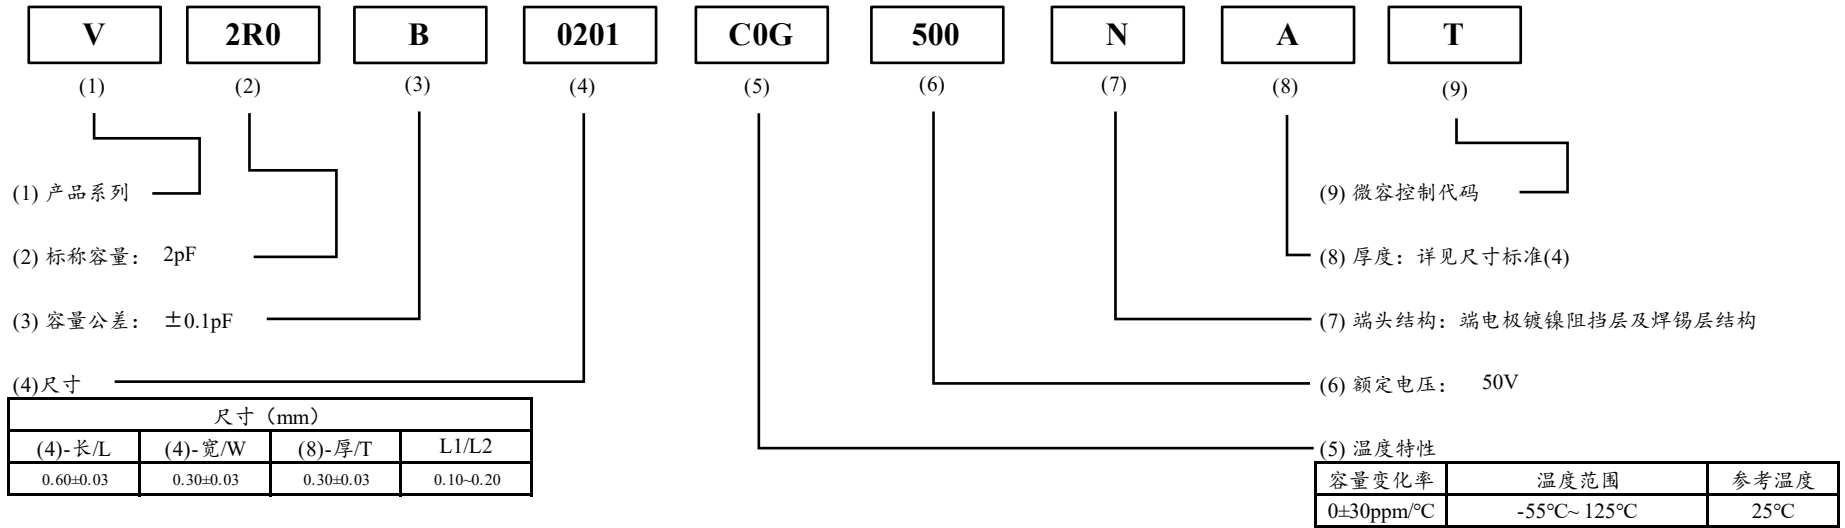 V 2R0 B 0201 C0G 500 N A T
(1) (2) (3) (4) (5) (6) (7) (8) (9)
(1) 产品系列
(9) 微容控制代码
(2) 标称容量： 2pF
(8) 厚度：详见尺寸标准(4)
(3) 容量公差： ±0.1pF
(7) 端头结构：端电极镀镍阻挡层及焊锡层结构
(4)尺寸
(6) 额定电压： 50V
尺寸（mm）
(4)-长/L (4)-宽/W (8)-厚/T L1/L2
0.60±0.03 0.30±0.03 0.30±0.03 0.10~0.20
(5) 温度特性
容量变化率 温度范围 参考温度
0±30ppm/℃ -55℃~ 125℃ 25℃